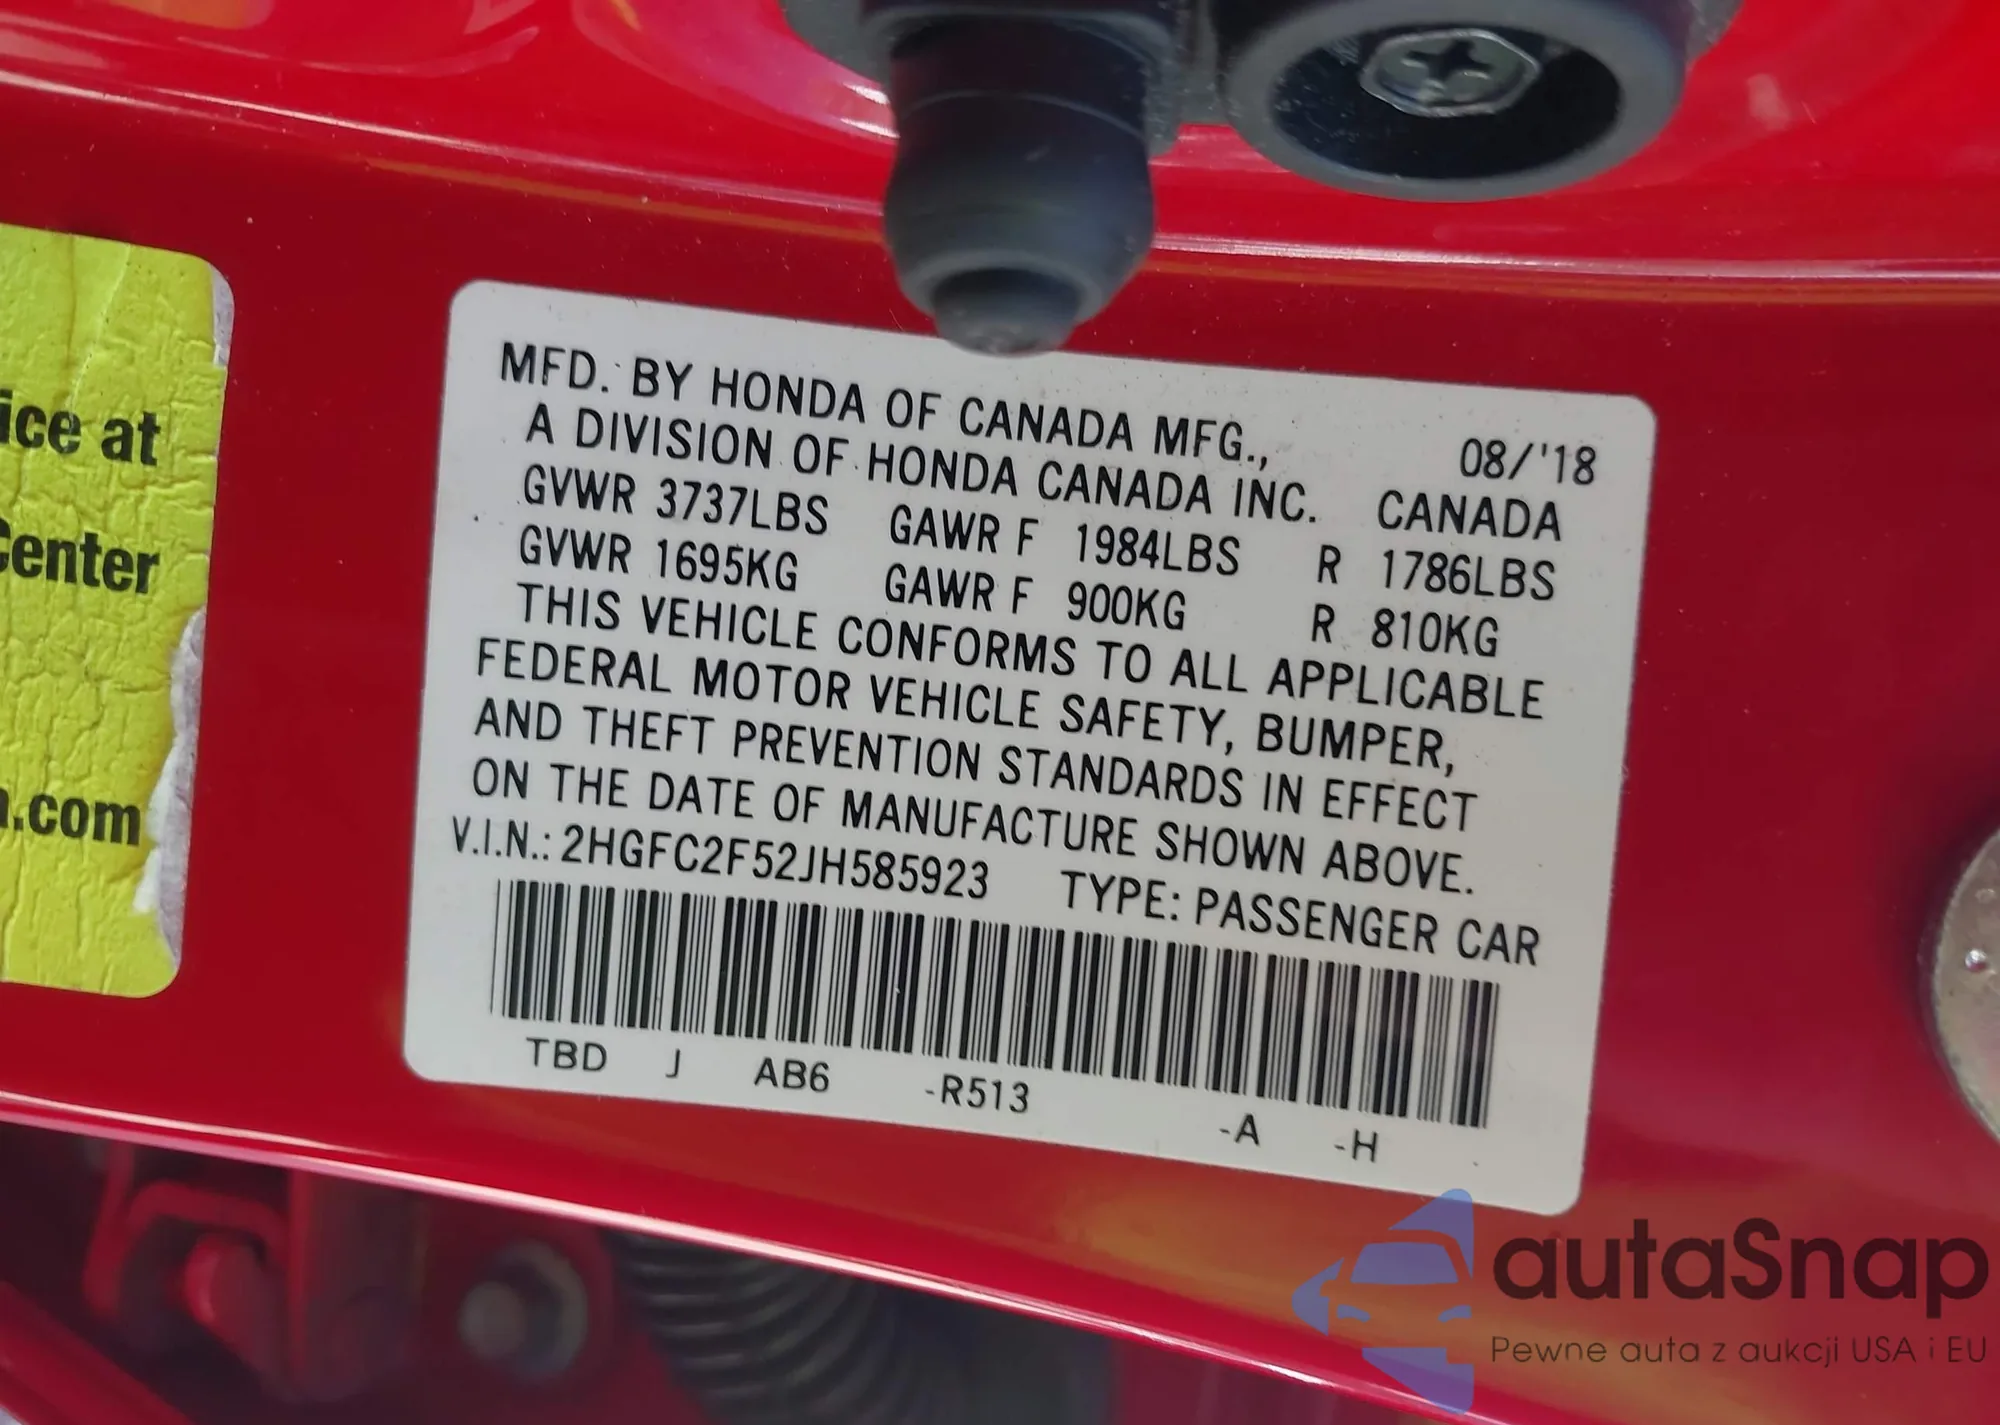 ice at
Center
.com
MFD. BY HONDA OF CANADA MFG., 08/'18
A DIVISION OF HONDA CANADA INC. CANADA
GVWR 3737LBS GAWR F 1984LBS R 1786LBS
GVWR 1695KG GAWR F 900KG R 810KG
THIS VEHICLE CONFORMS TO ALL APPLICABLE
FEDERAL MOTOR VEHICLE SAFETY, BUMPER,
AND THEFT PREVENTION STANDARDS IN EFFECT
ON THE DATE OF MANUFACTURE SHOWN ABOVE.
V.I.N.: 2HGFC2F52JH585923 TYPE: PASSENGER CAR
TBD J AB6 -R513 -A -H
autaSnap
Pewne auta z aukcji USA i EU